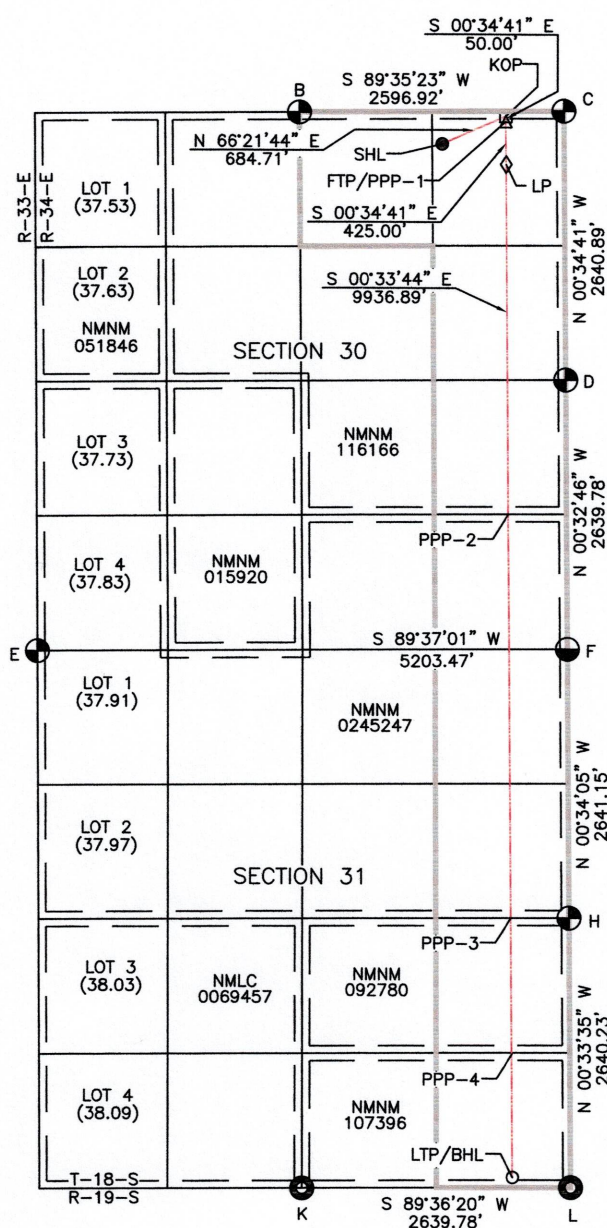 S 00°34'41" E
50.00'
KOP
B
S 89°35'23" W
2596.92'
C
N 66°21'44" E
684.71'
SHL
FTP/PPP-1
LP
R-33-E
R-34-E
LOT 1
(37.53)
S 00°34'41" E
425.00'
N 00°34'41" W
2640.89'
LOT 2
(37.63)
S 00°33'44" E
9936.89'
NMNM
051846
SECTION 30
D
LOT 3
(37.73)
NMNM
116166
PPP-2
N 00°32'46" W
2639.78'
LOT 4
(37.83)
NMNM
015920
E
S 89°37'01" W
5203.47'
F
LOT 1
(37.91)
NMNM
0245247
N 00°34'05" W
2641.15'
LOT 2
(37.97)
SECTION 31
H
PPP-3
LOT 3
(38.03)
NMLC
0069457
NMNM
092780
N 00°33'35" W
2640.23'
PPP-4
LOT 4
(38.09)
NMNM
107396
LTP/BHL
T-18-S
R-19-S
K
S 89°36'20" W
2639.78'
L